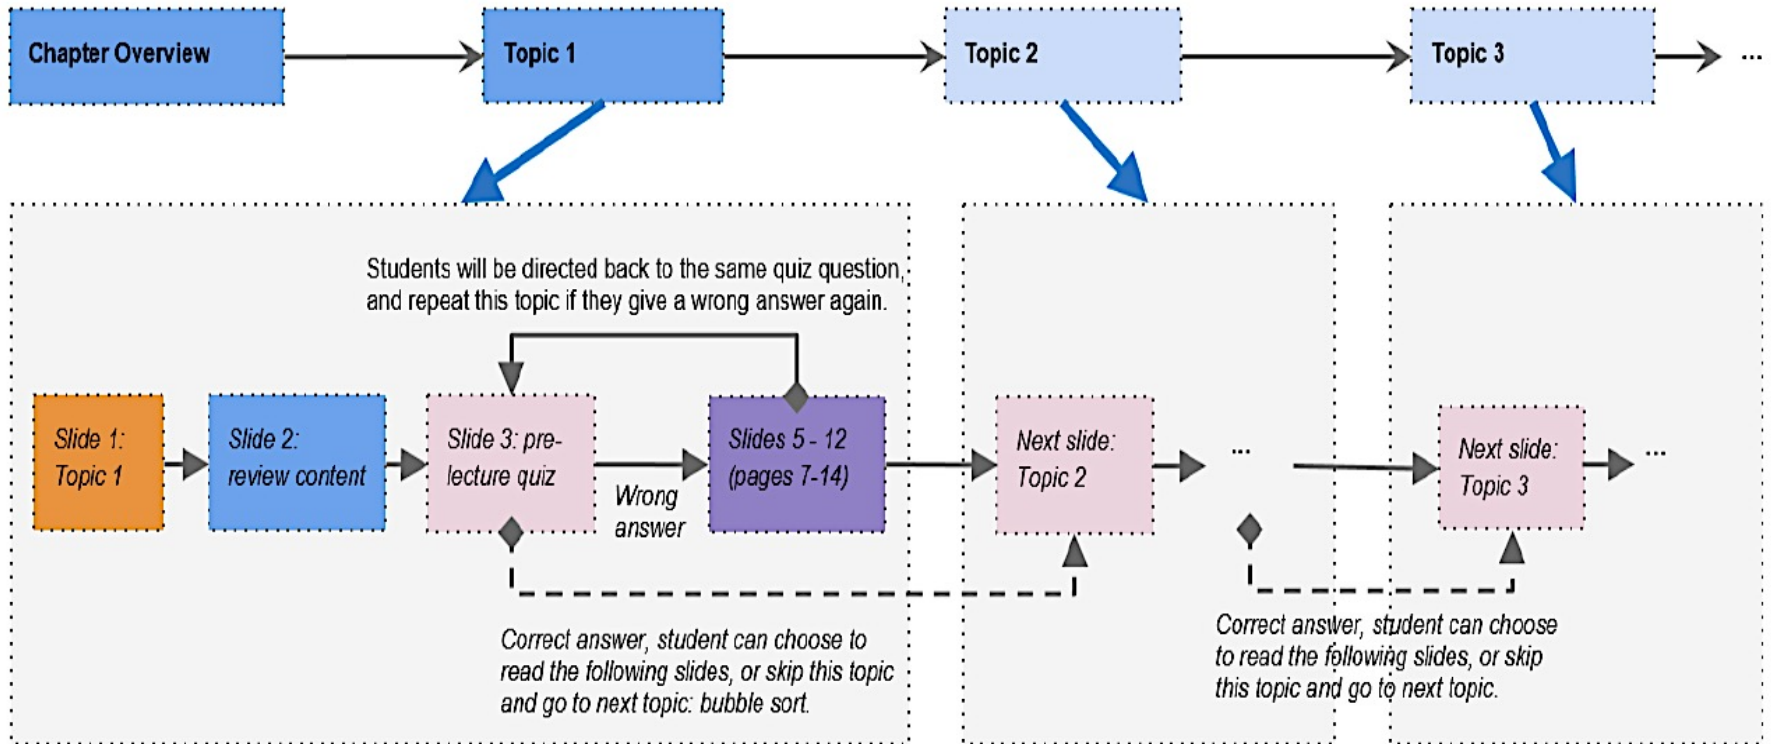 Chapter Overview
Topic 1
Topic 2
Topic 3
...
Students will be directed back to the same quiz question,
and repeat this topic if they give a wrong answer again.
Slide 1:
Topic 1
Slide 2:
review content
Slide 3: pre-
lecture quiz
Wrong
answer
Slides 5 - 12
(pages 7-14)
Next slide:
Topic 2
...
Next slide:
Topic 3
...
Correct answer, student can choose to
read the following slides, or skip this topic
and go to next topic: bubble sort.
Correct answer, student can choose
to read the following slides, or skip
this topic and go to next topic.